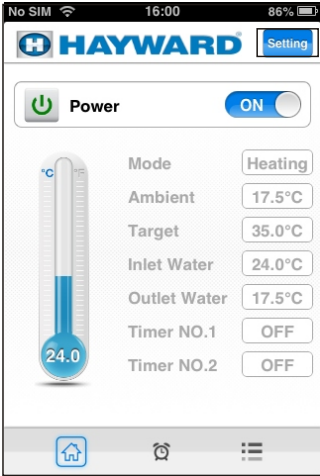 No SIM 16:00 86%
HAYWARD Setting
Power ON
°C °F
Mode Heating
Ambient 17.5°C
Target 35.0°C
Inlet Water 24.0°C
Outlet Water 17.5°C
Timer NO.1 OFF
24.0
Timer NO.2 OFF